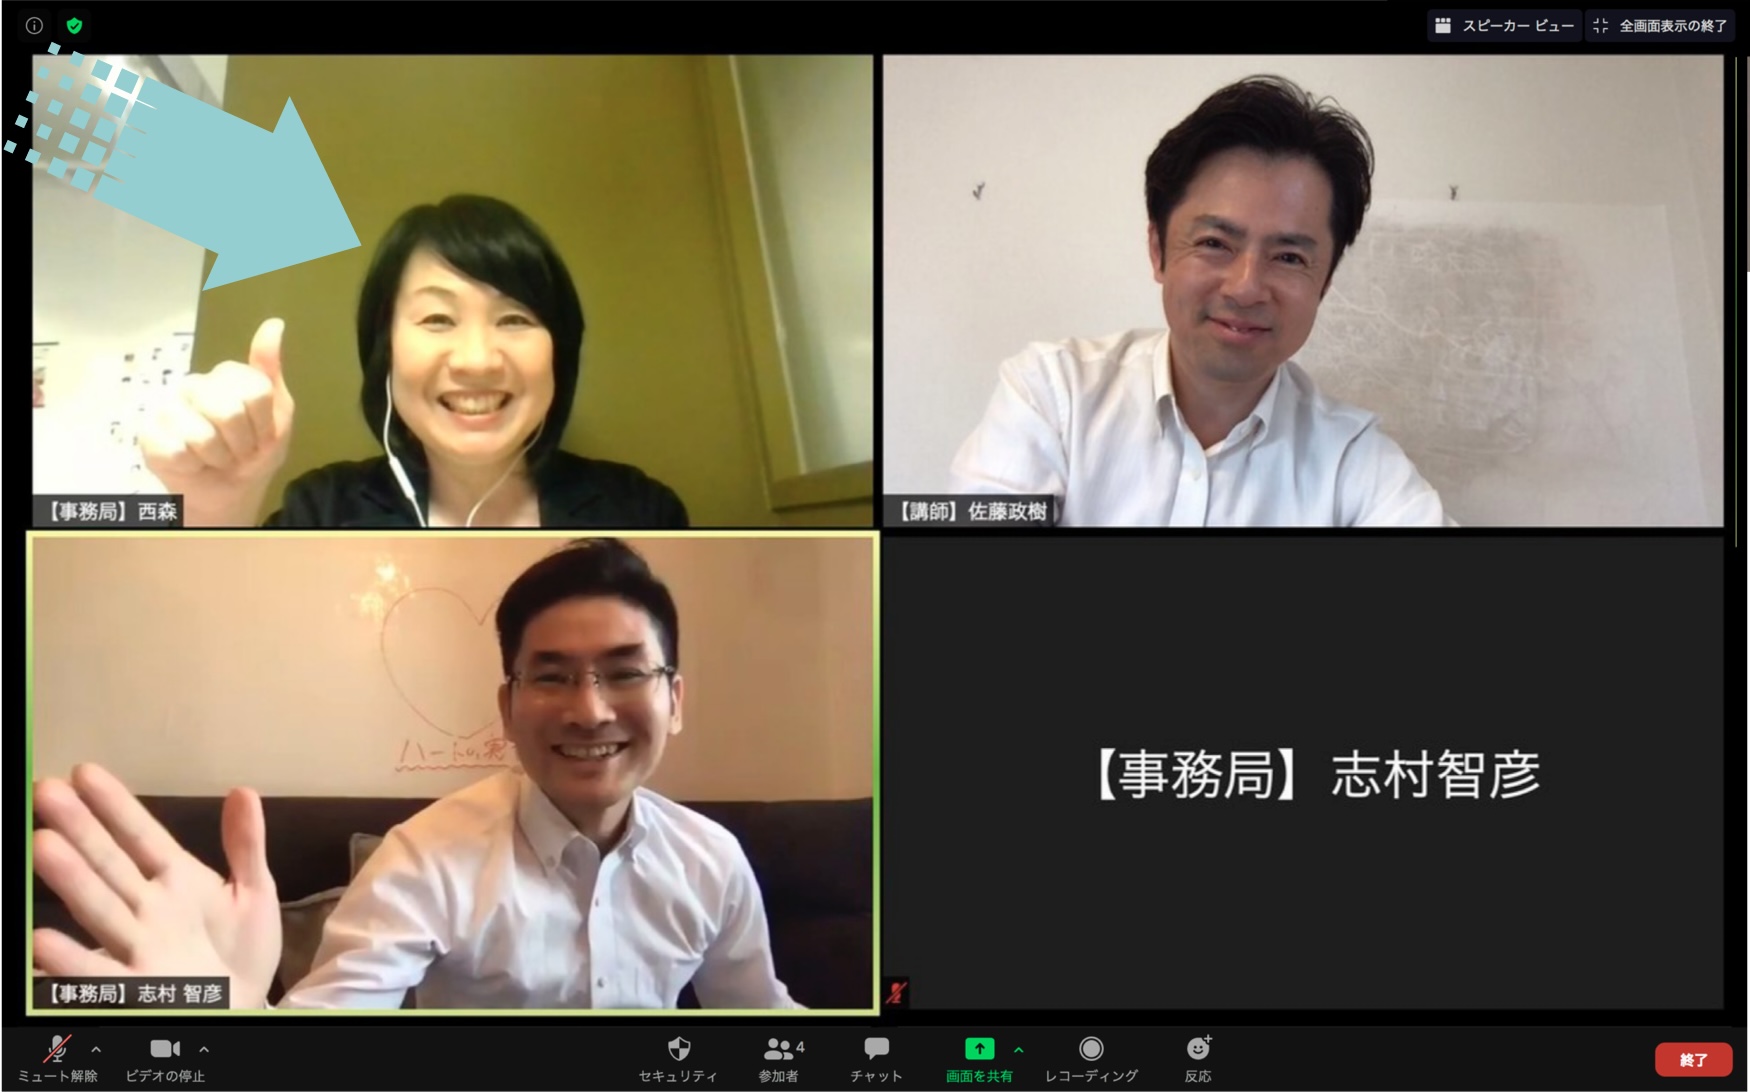 スピーカー ビュー
全画面表示の終了
【事務局】西森
【講師】佐藤政樹
ハートの,実
【事務局】志村 智彦
【事務局】志村智彦
ミュート解除
ビデオの停止
セキュリティ
4
参加者
チャット
画面を共有
レコーディング
反応
終了